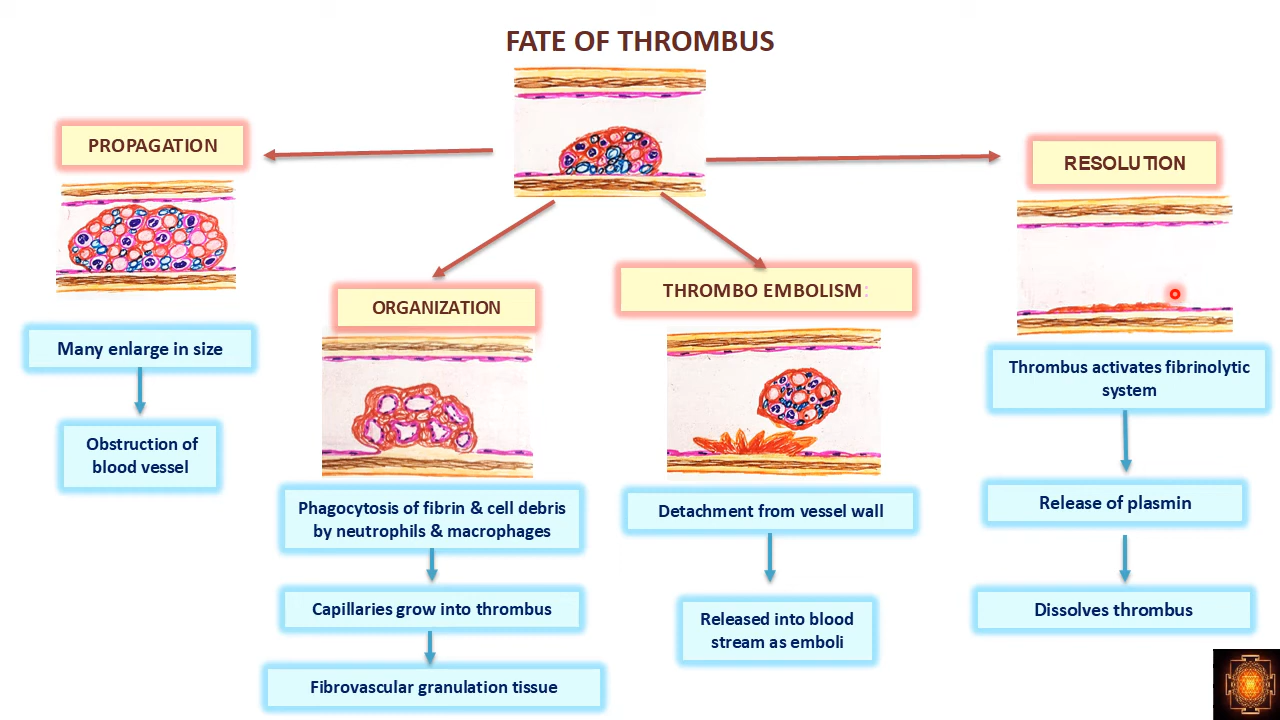 FATE OF THROMBUS
PROPAGATION
Many enlarge in size
Obstruction of
blood vessel
ORGANIZATION
Phagocytosis of fibrin & cell debris
by neutrophils & macrophages
Capillaries grow into thrombus
Fibrovascular granulation tissue
THROMBO EMBOLISM:
Detachment from vessel wall
Released into blood
stream as emboli
RESOLUTION
Thrombus activates fibrinolytic
system
Release of plasmin
Dissolves thrombus